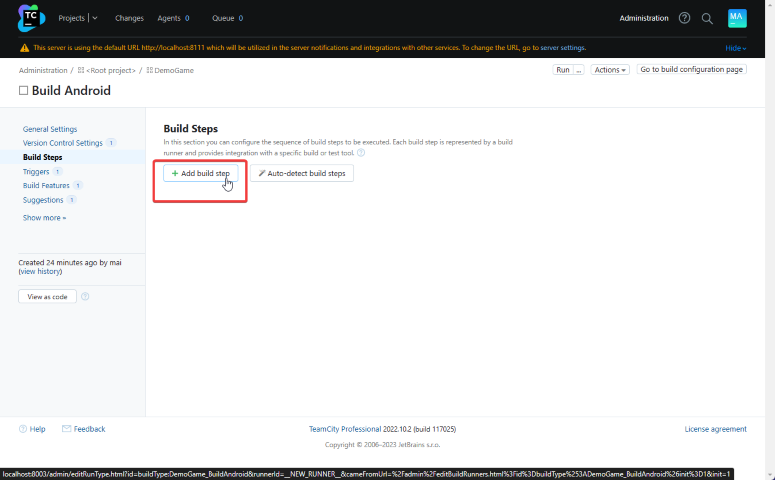 TC
Projects
Changes
Agents 0
Queue 0
Administration
?
MA
This server is using the default URL http://localhost:8111 which will be utilized in the server notifications and integrations with other services. To change the URL, go to server settings.
Hide
Administration / <Root project> / DemoGame
Run ...
Actions
Go to build configuration page
Build Android
General Settings
Version Control Settings 1
Build Steps
Triggers 1
Build Features 1
Suggestions 1
Show more »
Created 24 minutes ago by mai
(view history)
View as code ?
Build Steps
In this section you can configure the sequence of build steps to be executed. Each build step is represented by a build
runner and provides integration with a specific build or test tool. ?
+ Add build step
Auto-detect build steps
? Help
Feedback
TeamCity Professional 2022.10.2 (build 117025)
License agreement
Copyright © 2006–2023 JetBrains s.r.o.
localhost:8003/admin/editRunType.html?id=buildType:DemoGame_BuildAndroid&runnerId=__NEW_RUNNER__&cameFromUrl=%2Fadmin%2FeditBuildRunners.html%3Fid%3DbuildType%253ADemoGame_BuildAndroid%26init%3D1&init=1